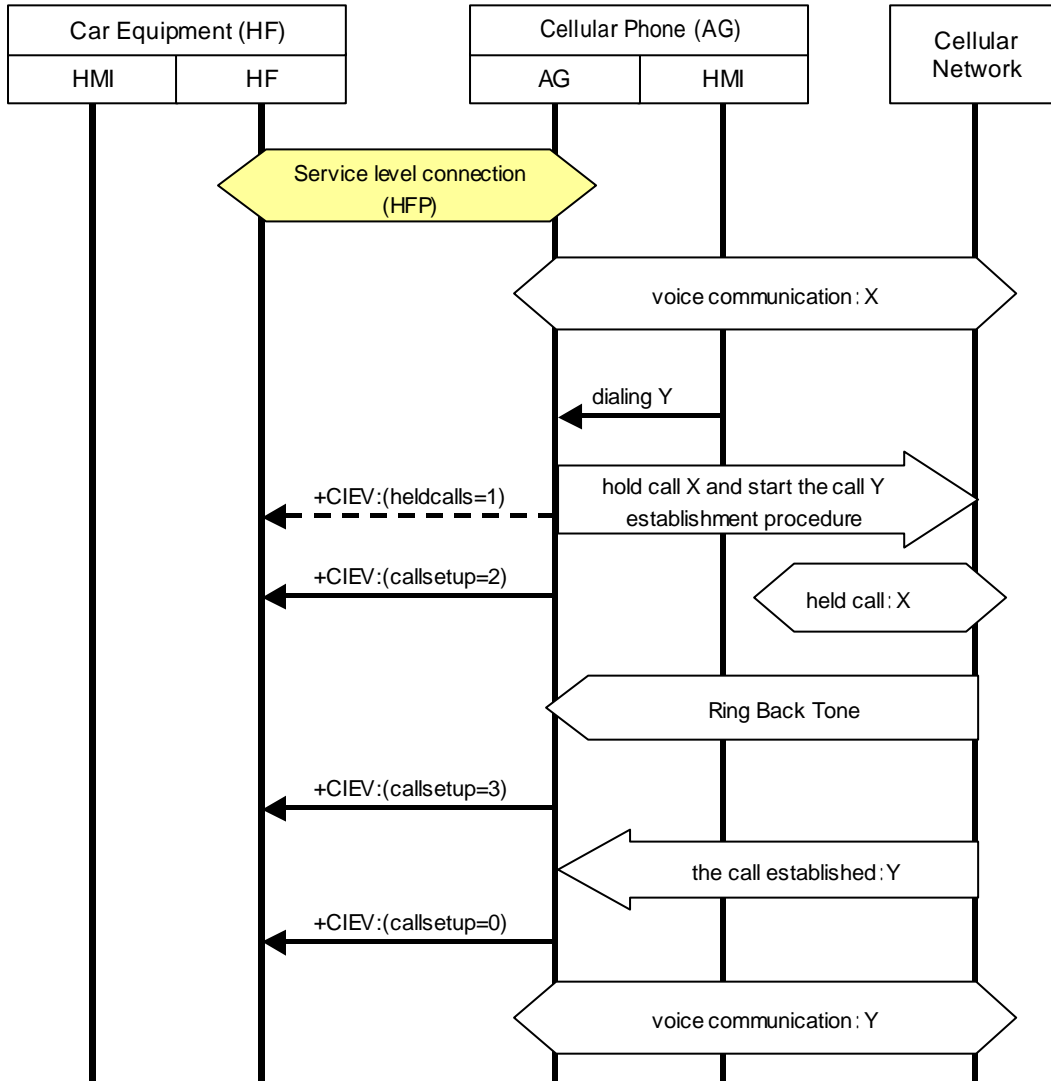 Car Equipment (HF)
Cellular Phone (AG)
Cellular
Network
HMI
HF
AG
HMI
Service level connection
(HFP)
voice communication: X
dialing Y
+CIEV:(heldcalls=1)
hold call X and start the call Y
establishment procedure
+CIEV:(callsetup=2)
held call: X
Ring Back Tone
+CIEV:(callsetup=3)
the call established: Y
+CIEV:(callsetup=0)
voice communication: Y